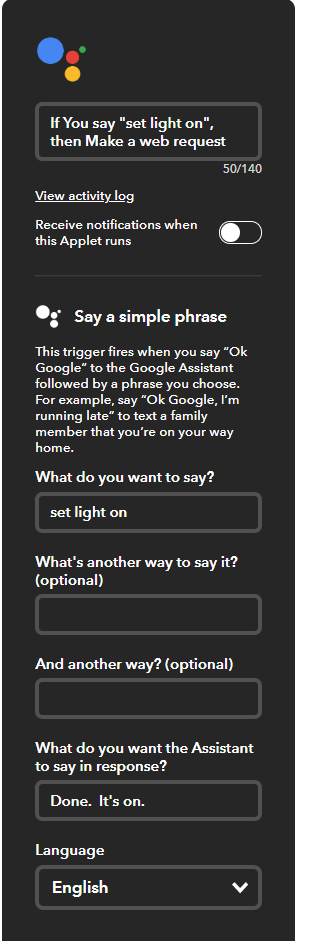 If You say "set light on",
then Make a web request
50/140
View activity log
Receive notifications when
this Applet runs
Say a simple phrase
This trigger fires when you say “Ok
Google” to the Google Assistant
followed by a phrase you choose.
For example, say “Ok Google, I’m
running late” to text a family
member that you’re on your way
home.
What do you want to say?
set light on
What's another way to say it?
(optional)
And another way? (optional)
What do you want the Assistant
to say in response?
Done.  It's on.
Language
English